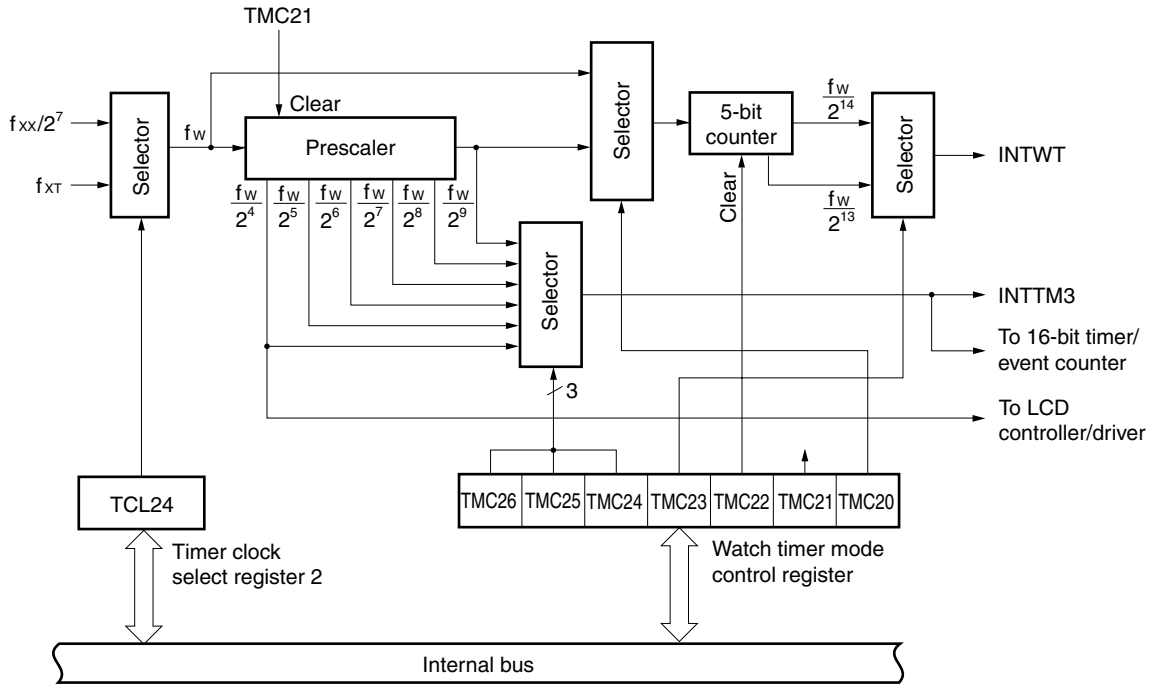 TMC21
Clear
fXX/2^7
fXT
Selector
fW
Prescaler
fW/2^4
fW/2^5
fW/2^6
fW/2^7
fW/2^8
fW/2^9
Selector
Selector
5-bit
counter
Clear
fW/2^14
fW/2^13
Selector
INTWT
INTTM3
To 16-bit timer/
event counter
3
To LCD
controller/driver
TCL24
TMC26
TMC25
TMC24
TMC23
TMC22
TMC21
TMC20
Timer clock
select register 2
Watch timer mode
control register
Internal bus